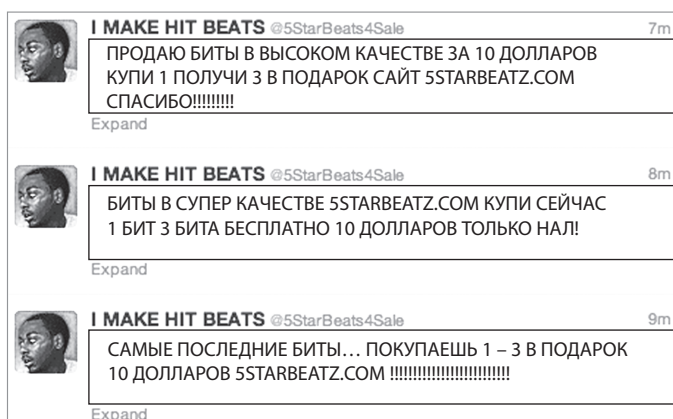 I MAKE HIT BEATS @5StarBeats4Sale 7m
ПРОДАЮ БИТЫ В ВЫСОКОМ КАЧЕСТВЕ ЗА 10 ДОЛЛАРОВ
КУПИ 1 ПОЛУЧИ 3 В ПОДАРОК САЙТ 5STARBEATZ.COM
СПАСИБО!!!!!!!!!
Expand
I MAKE HIT BEATS @5StarBeats4Sale 8m
БИТЫ В СУПЕР КАЧЕСТВЕ 5STARBEATZ.COM КУПИ СЕЙЧАС
1 БИТ 3 БИТА БЕСПЛАТНО 10 ДОЛЛАРОВ ТОЛЬКО НАЛ!
Expand
I MAKE HIT BEATS @5StarBeats4Sale 9m
САМЫЕ ПОСЛЕДНИЕ БИТЫ... ПОКУПАЕШЬ 1 – 3 В ПОДАРОК
10 ДОЛЛАРОВ 5STARBEATZ.COM !!!!!!!!!!!!!!!!!!!!!!!!!!!
Expand